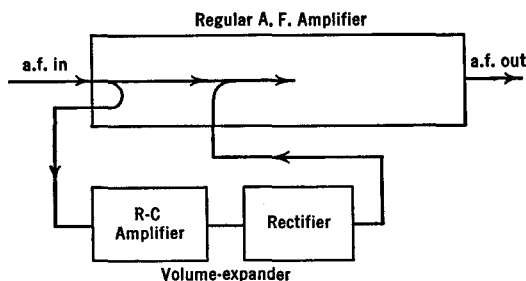 Regular A. F. Amplifier
a.f. in
a.f. out
R-C
Amplifier
Rectifier
Volume-expander